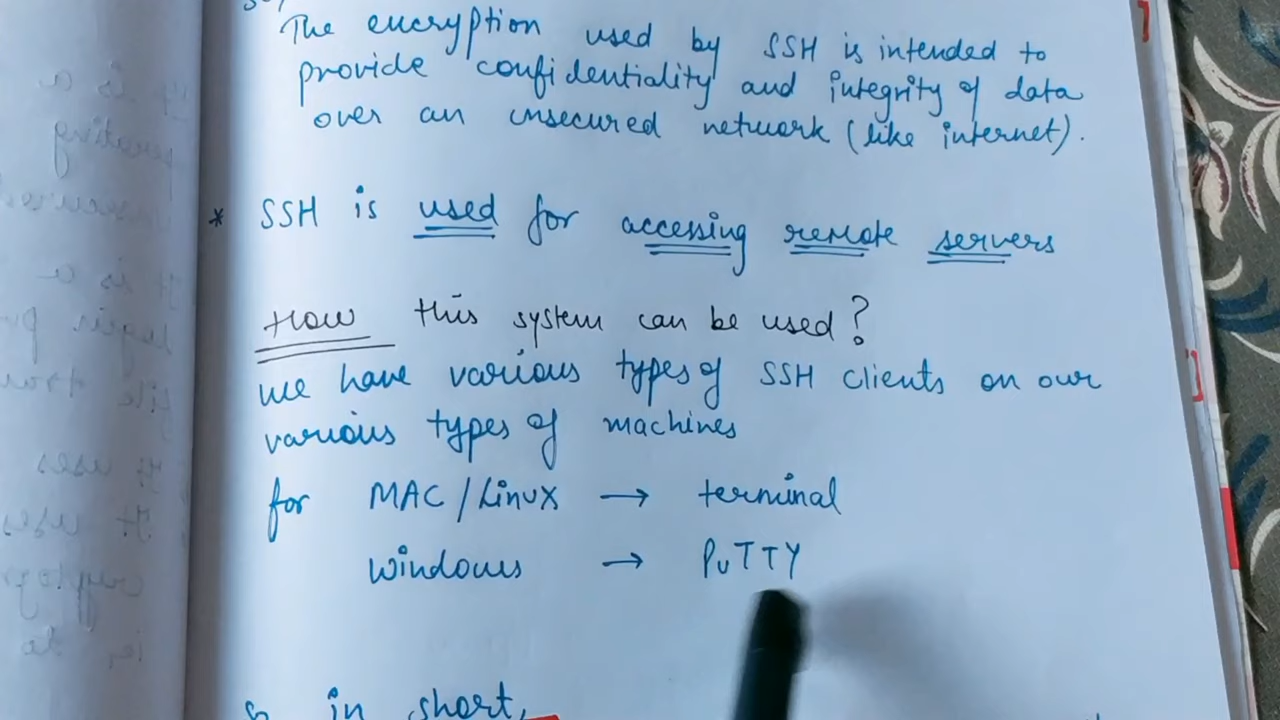 The encryption used by SSH is intended to
provide confidentiality and integrity of data
over an unsecured network (like internet).
* SSH is used for accessing remote servers
How this system can be used?
we have various types of SSH clients on our
various types of machines
for MAC/Linux → terminal
windows → PuTTY
So in short,